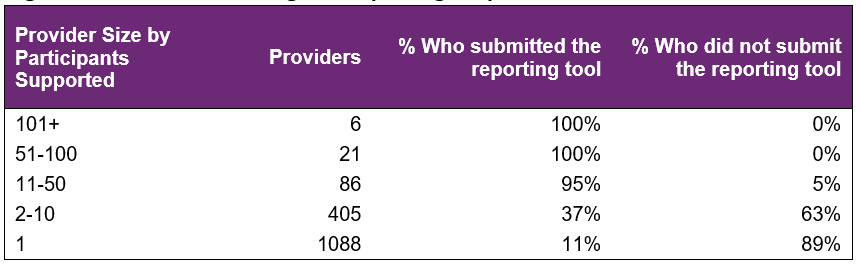 Provider Size by Participants Supported Providers % Who submitted the reporting tool % Who did not submit the reporting tool
101+ 6 100% 0%
51-100 21 100% 0%
11-50 86 95% 5%
2-10 405 37% 63%
1 1088 11% 89%